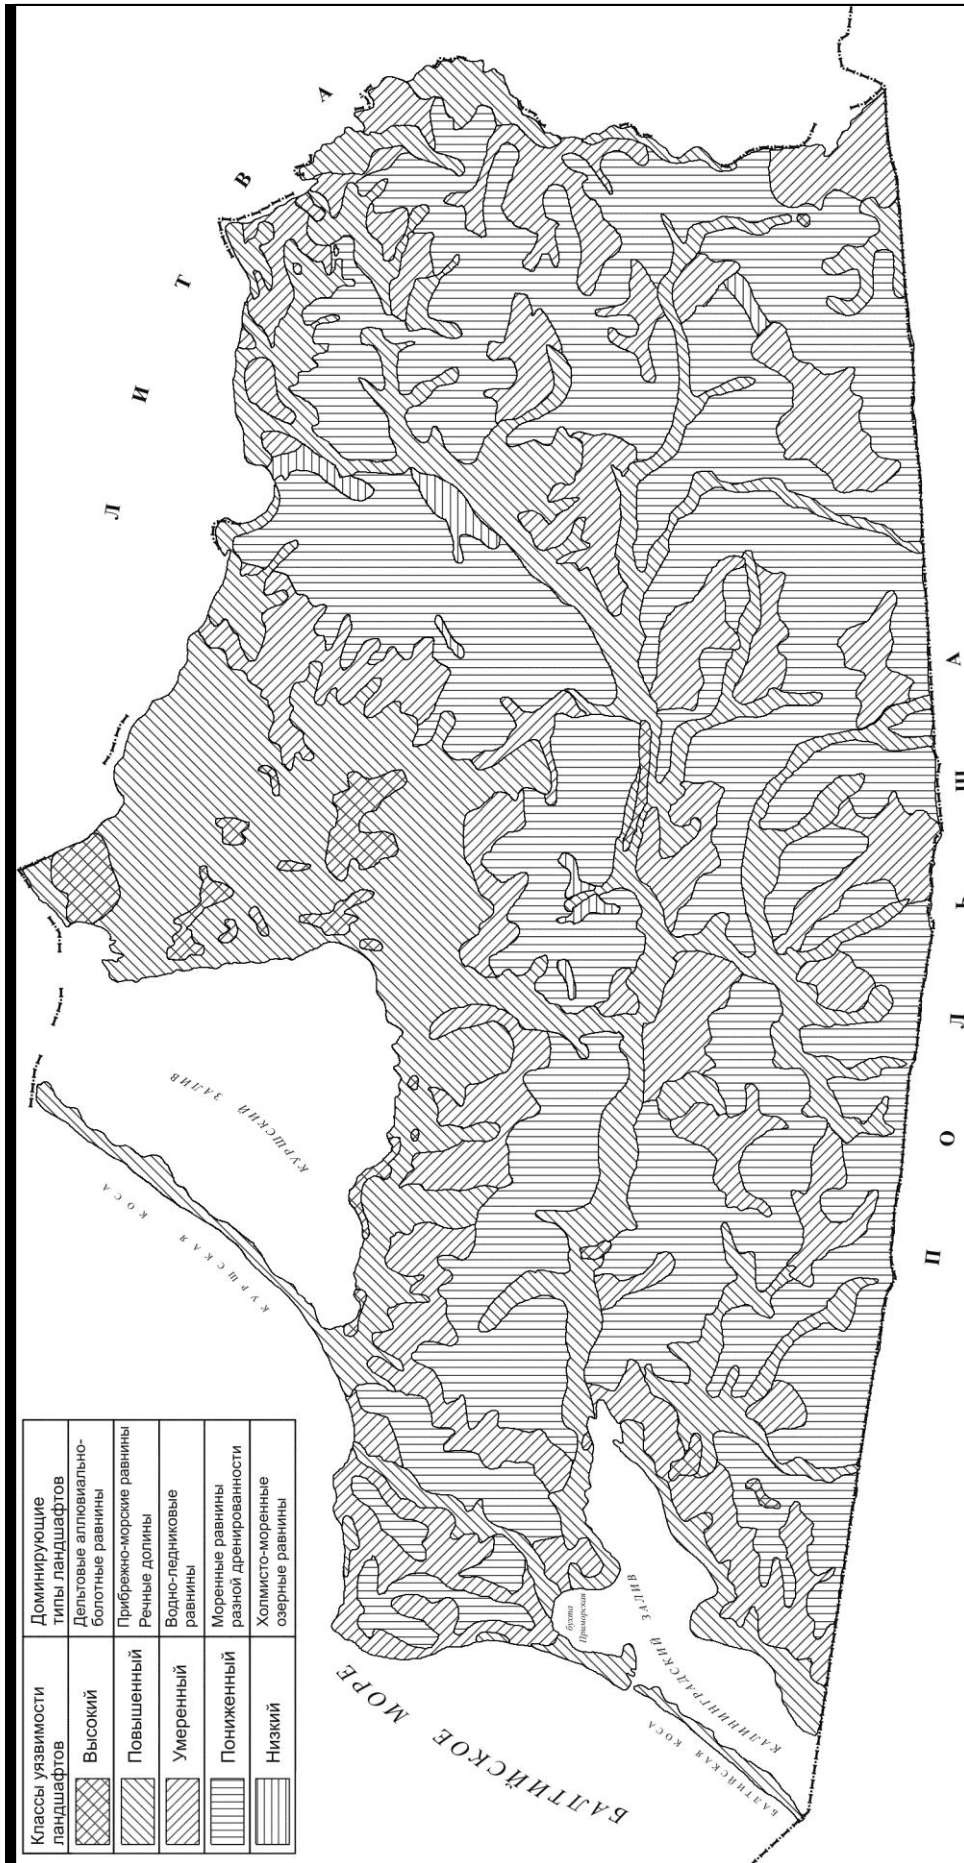 Классы уязвимости
ландшафтов
Доминирующие
типы ландшафтов
Высокий
Дельтовые аллювиально-
болотные равнины
Повышенный
Прибрежно-морские равнины
Речные долины
Умеренный
Водно-ледниковые
равнины
Пониженный
Моренные равнины
разной дренированности
Низкий
Холмисто-моренные
озерные равнины
БАЛТИЙСКОЕ МОРЕ
КУРШСКАЯ КОСА
КУРШСКИЙ ЗАЛИВ
бухта
Приморская
КАЛИНИНГРАДСКИЙ ЗАЛИВ
БАЛТИЙСКАЯ КОСА
ЛИТВА
ПОЛЬША